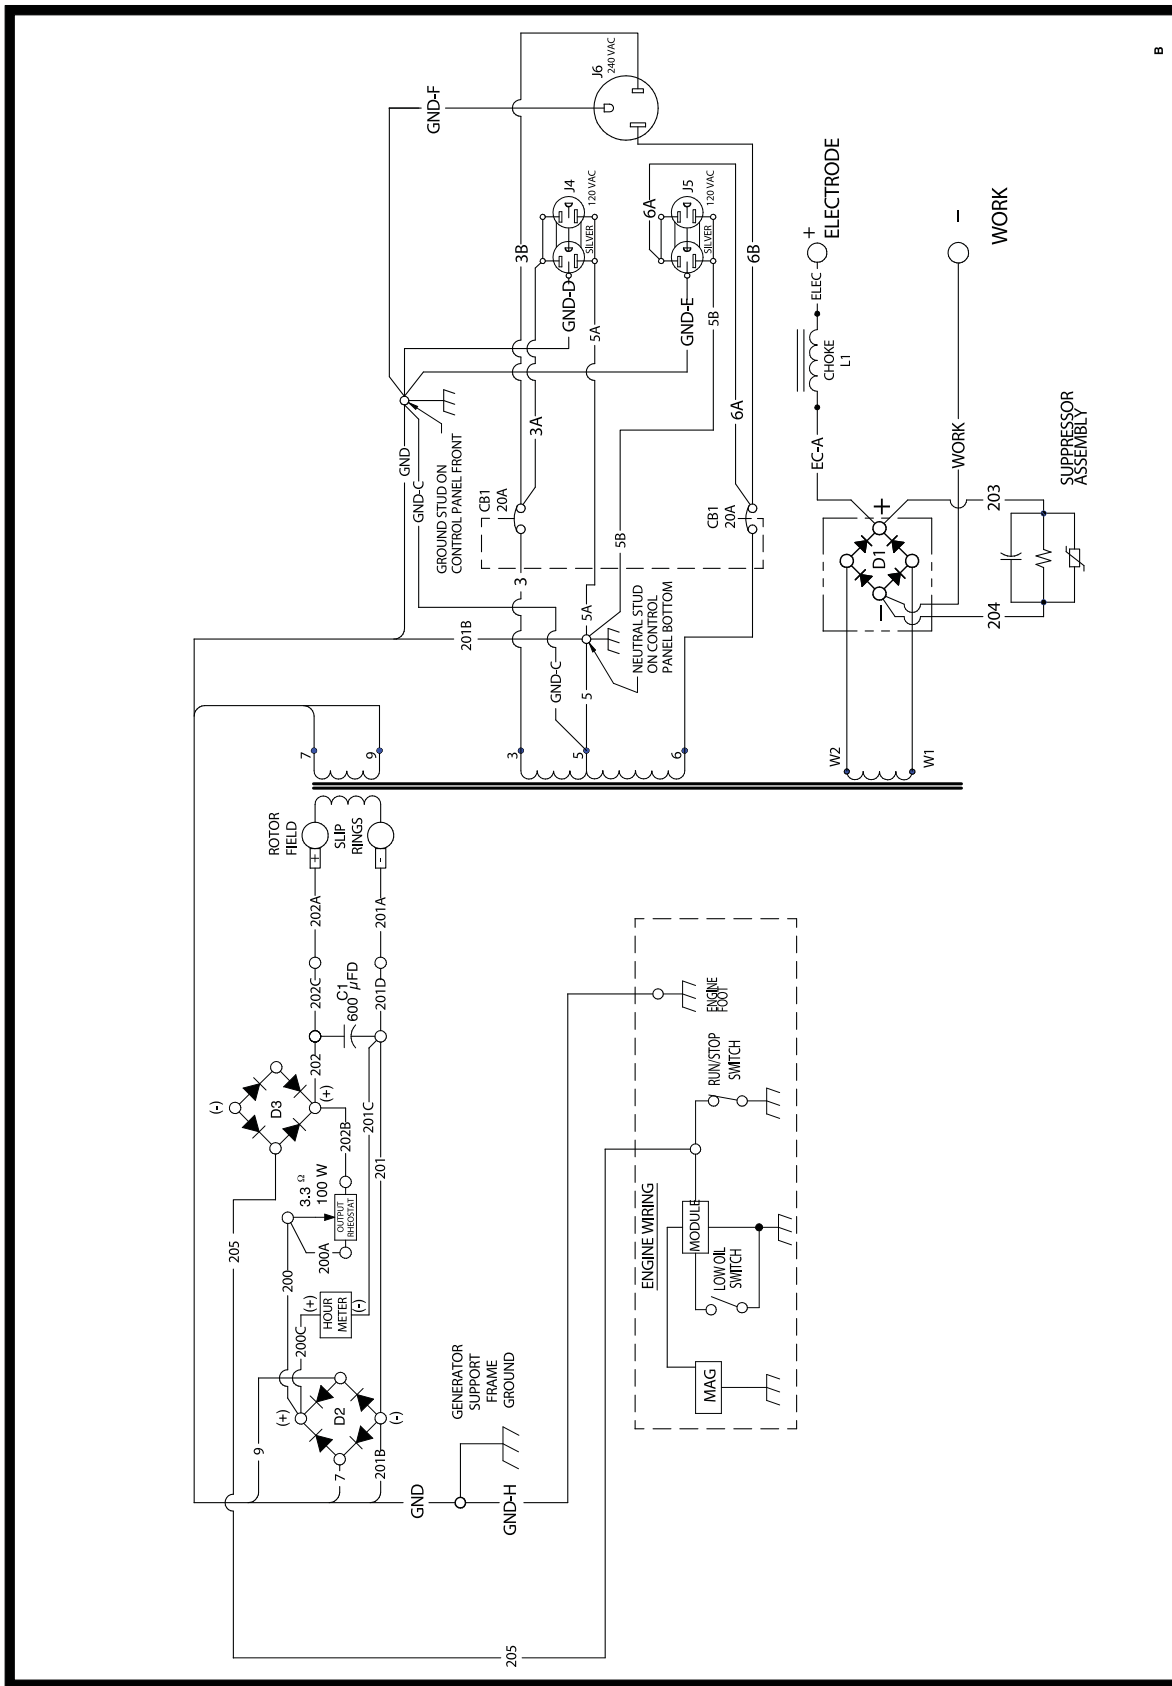 B
J6
240 VAC
GND-F
3B
J4
120 VAC
SILVER
GND-D
5A
6A
J5
120 VAC
SILVER
GND-E
5B
6B
+
ELECTRODE
ELEC
CHOKE
L1
EC-A
-
WORK
WORK
GND
GND-C
GROUND STUD ON
CONTROL PANEL FRONT
3A
CB1
20A
6A
CB1
20A
5B
5A
3
201B
GND-C
5
NEUTRAL STUD
ON CONTROL
PANEL BOTTOM
D1
+
-
203
204
SUPPRESSOR
ASSEMBLY
7
9
3
5
6
W2
W1
ROTOR
FIELD
SLIP
RINGS
+
-
202A
201A
202C
C1
600 µFD
201D
202
D3
(-)
(+)
202B
201C
201
205
3.3 Ω
100 W
OUTPUT
RHEOSTAT
200A
200
HOUR
METER
(+)
(-)
200C
D2
(+)
(-)
9
7
201B
GND
GND-H
GENERATOR
SUPPORT
FRAME
GROUND
205
ENGINE WIRING
ENGINE
FOOT
RUN/STOP
SWITCH
MODULE
LOW OIL
SWITCH
MAG